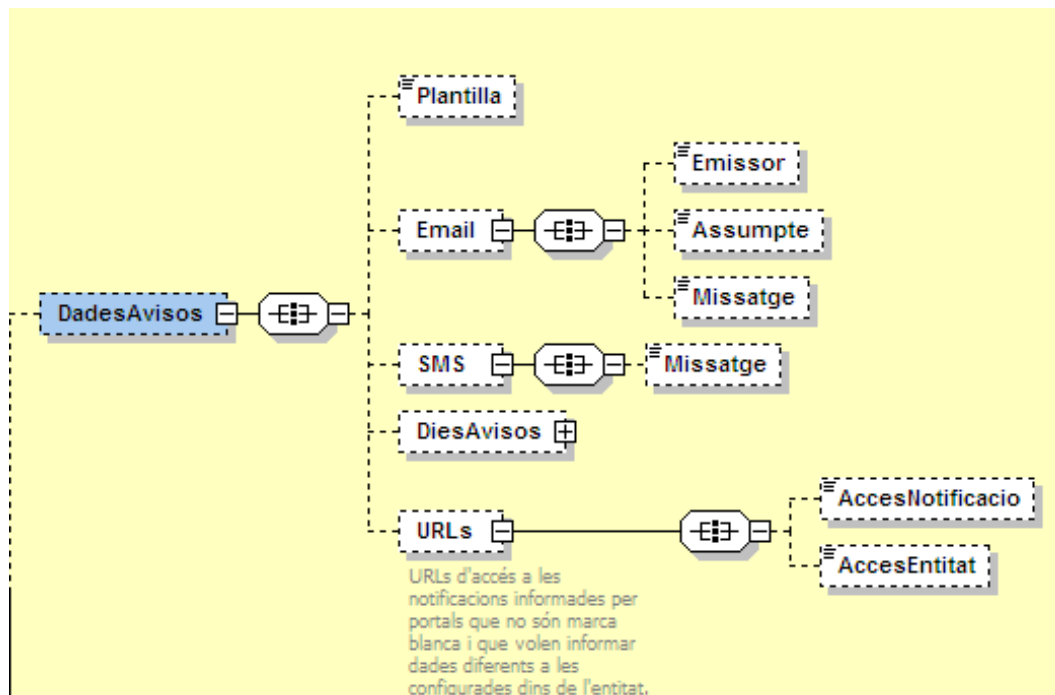 Plantilla
Emissor
Email
Assumpte
Missatge
DadesAvisos
SMS
Missatge
DiesAvisos
AccesNotificacio
URLs
AccesEntitat
URLs d'accés a les
notificacions informades per
portals que no són marca
blanca i que volen informar
dades diferents a les
configurades dins de l'entitat.